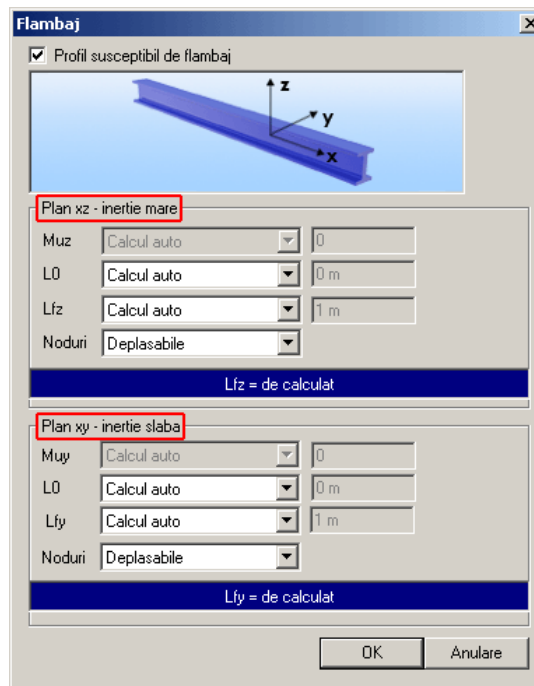 Flambaj
Profil susceptibil de flambaj
z
y
x
Plan xz - inertie mare
Muz Calcul auto 0
L0 Calcul auto 0 m
Lfz Calcul auto 1 m
Noduri Deplasabile
Lfz = de calculat
Plan xy - inertie slaba
Muy Calcul auto 0
L0 Calcul auto 0 m
Lfy Calcul auto 1 m
Noduri Deplasabile
Lfy = de calculat
OK Anulare